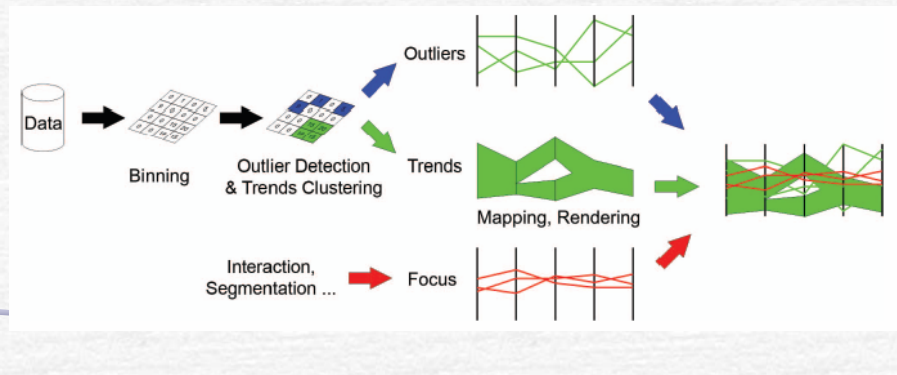 Data
Binning
Outlier Detection
& Trends Clustering
Outliers
Trends
Mapping, Rendering
Interaction,
Segmentation ...
Focus